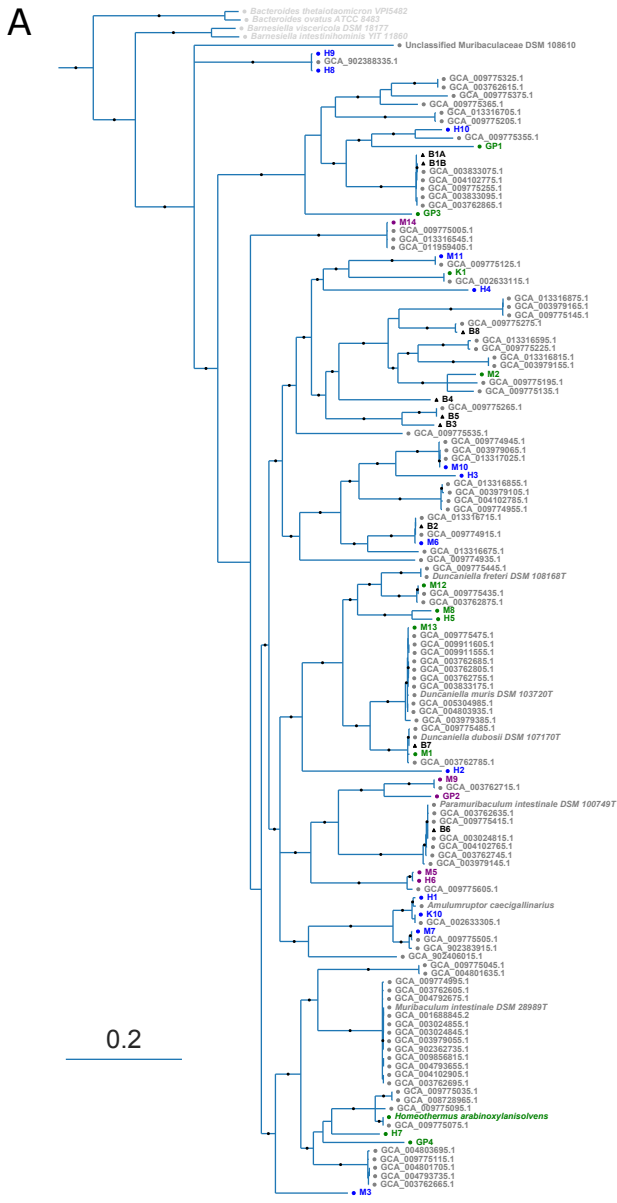 A
Bacteroides thetaiotaomicron VPI5482
Bacteroides ovatus ATCC 8483
Barnesiella viscericola DSM 18177
Barnesiella intestinihominis YIT 11860
Unclassified Muribaculaceae DSM 108610
H9
GCA_902388335.1
H8
GCA_009775325.1
GCA_003762615.1
GCA_009775375.1
GCA_009775365.1
GCA_013316705.1
GCA_009775205.1
H10
GCA_009775355.1
GP1
B1A
B1B
GCA_003833075.1
GCA_004102775.1
GCA_009775255.1
GCA_003833095.1
GCA_003762865.1
GP3
M14
GCA_009775005.1
GCA_013316545.1
GCA_011959405.1
M11
GCA_009775125.1
K1
GCA_002633115.1
H4
GCA_013316875.1
GCA_003979165.1
GCA_009775145.1
GCA_009775275.1
B8
GCA_013316595.1
GCA_009775225.1
GCA_013316815.1
GCA_003979155.1
M2
GCA_009775195.1
GCA_009775135.1
B4
GCA_009775265.1
B5
B3
GCA_009775535.1
GCA_009774945.1
GCA_003979065.1
GCA_013317025.1
M10
H3
GCA_013316855.1
GCA_003979105.1
GCA_004102785.1
GCA_009774955.1
GCA_013316715.1
B2
GCA_009774915.1
M6
GCA_013316675.1
GCA_009774935.1
GCA_009775445.1
Duncaniella freteri DSM 108168T
M12
GCA_009775435.1
GCA_003762875.1
M8
H5
M13
GCA_009775475.1
GCA_009911605.1
GCA_009911555.1
GCA_003762685.1
GCA_003762805.1
GCA_003762755.1
GCA_003833175.1
Duncaniella muris DSM 103720T
GCA_005304985.1
GCA_004803935.1
GCA_003979385.1
GCA_009775485.1
Duncaniella dubosii DSM 107170T
B7
M1
GCA_003762785.1
H2
M9
GCA_003762715.1
GP2
Paramuribaculum intestinale DSM 100749T
GCA_003762635.1
GCA_009775415.1
B6
GCA_003024815.1
GCA_004102765.1
GCA_003762745.1
GCA_003979145.1
M5
H6
GCA_009775605.1
H1
Amulumruptor caecigallinarius
K10
GCA_002633305.1
M7
GCA_009775505.1
GCA_902383915.1
GCA_902406015.1
GCA_009775045.1
GCA_004801635.1
GCA_009774995.1
GCA_003762605.1
GCA_004792675.1
Muribaculum intestinale DSM 28989T
GCA_001688845.2
GCA_003024855.1
GCA_003024845.1
GCA_003979055.1
GCA_902362735.1
GCA_009856815.1
GCA_004793655.1
GCA_004102905.1
GCA_003762695.1
GCA_009775035.1
GCA_008728965.1
GCA_009775095.1
Homeothermus arabinoxylanisolvens
GCA_009775075.1
H7
GP4
GCA_004803695.1
GCA_009775115.1
GCA_004801705.1
GCA_004793735.1
GCA_003762665.1
M3
0.2